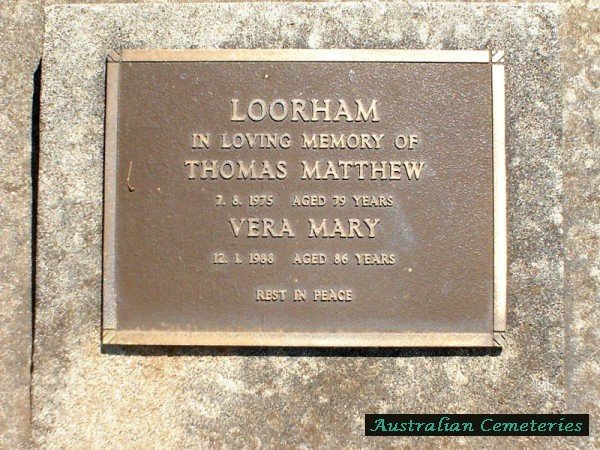 LOORHAM
IN LOVING MEMORY OF
THOMAS MATTHEW
7. 8. 1975 AGED 79 YEARS
VERA MARY
12. 1. 1988 AGED 86 YEARS
REST IN PEACE
Australian Cemeteries